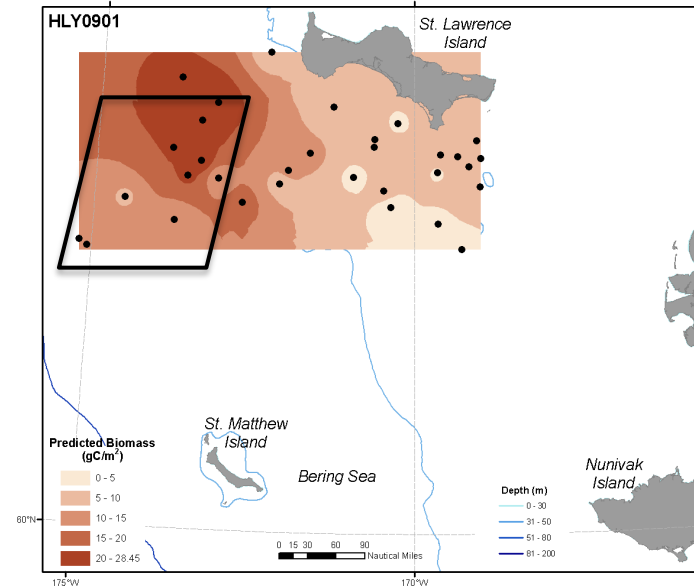 HLY0901
St. Lawrence
Island
St. Matthew
Island
Bering Sea
Nunivak
Island
Predicted Biomass
(gC/m²)
0 - 5
5 - 10
10 - 15
15 - 20
20 - 28.45
Depth (m)
0 - 30
31 - 50
51 - 80
81 - 200
0 15 30 60 90
Nautical Miles
60°N
175°W
170°W